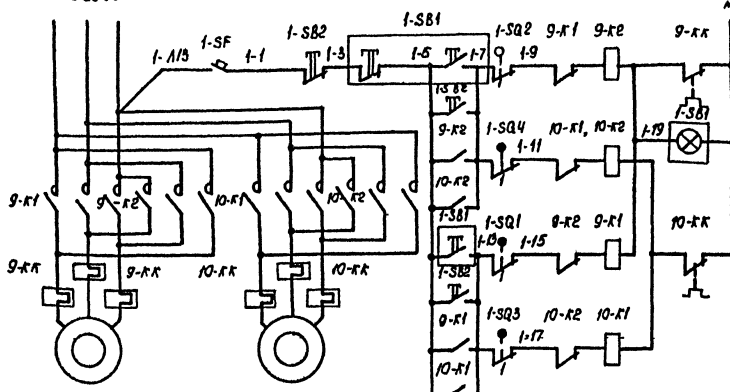 1-SB1
1-SB2 1-SQ2 9-К1 9-К2 9-КК
1-Л13 1-SF 1-1 1-3 1-5 1-7 1-9
1-SB2 1-SB1
9-К2 1-SQ4 10-К1, 10-К2 1-19
1-11
10-К2
9-К1 9-К2 10-К1 10-К2 1-SB1 1-SQ1 9-К2 9-К1 10-КК
1-13 1-15
9-КК 9-КК 10-КК 10-КК 1-SB2
9-К1 1-SQ3 10-К2 10-К1
1-17
10-К1